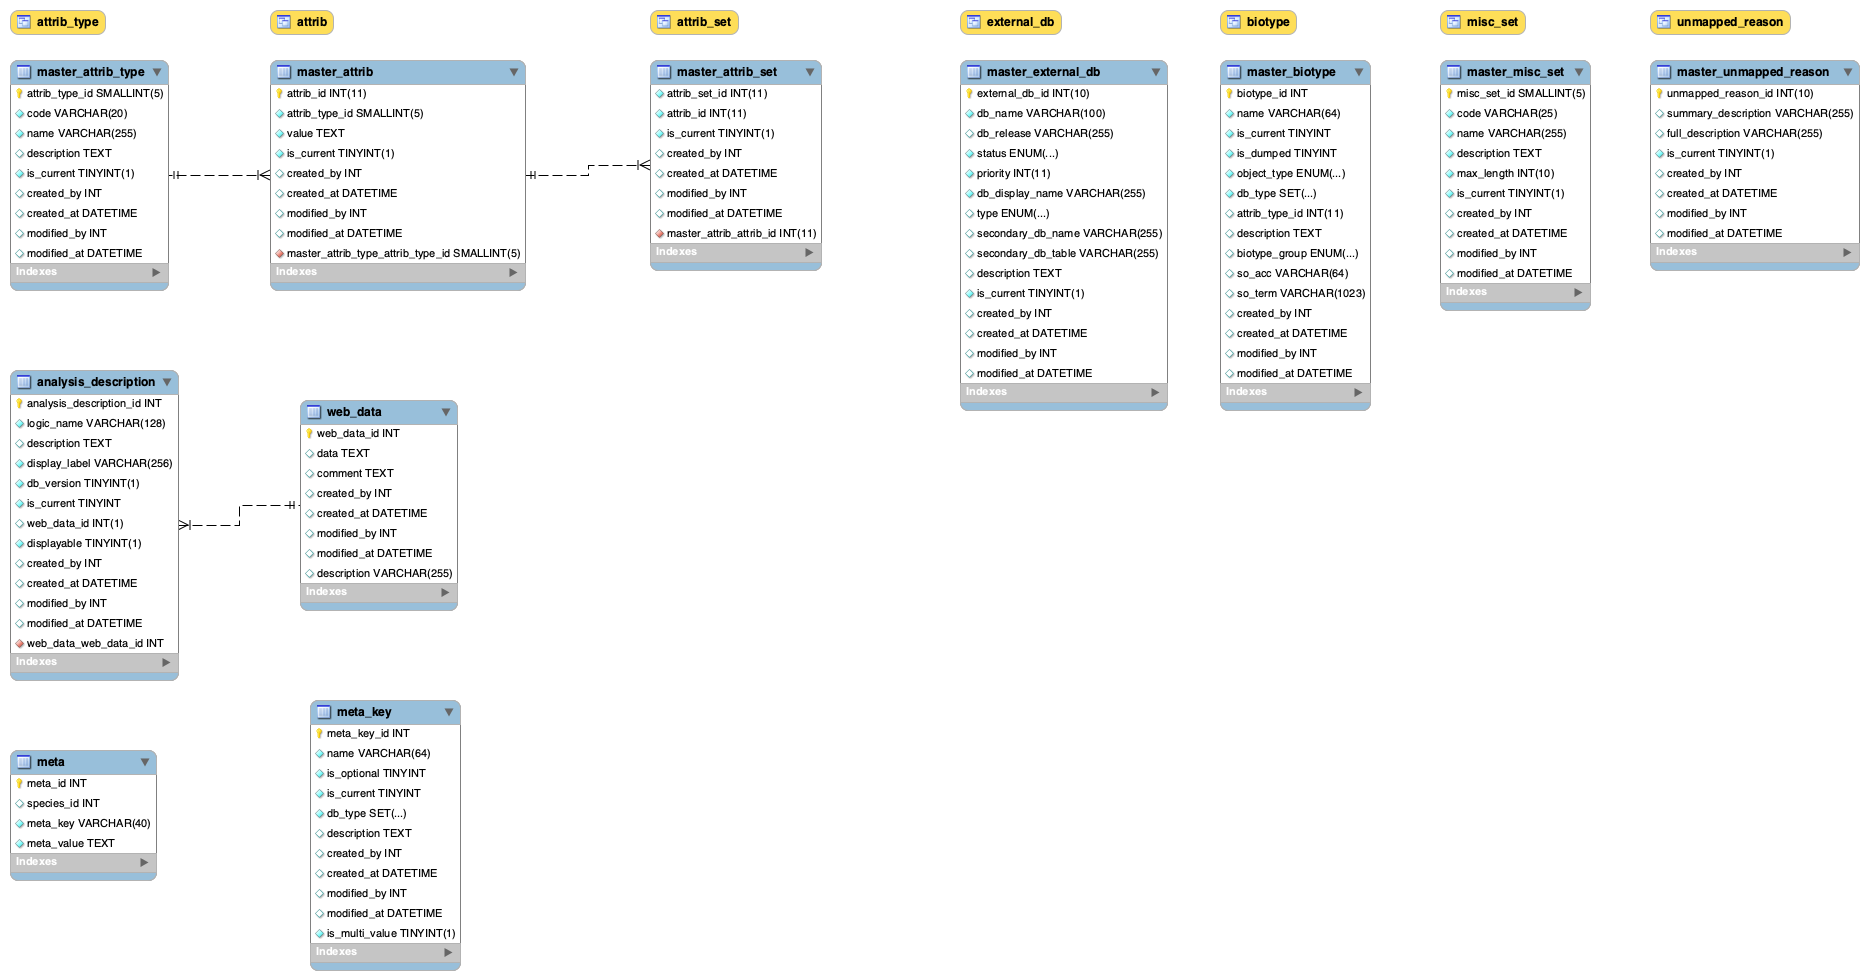 attrib_type
attrib
attrib_set
external_db
biotype
misc_set
unmapped_reason
master_attrib_type
attrib_type_id SMALLINT(5)
code VARCHAR(20)
name VARCHAR(255)
description TEXT
is_current TINYINT(1)
created_by INT
created_at DATETIME
modified_by INT
modified_at DATETIME
Indexes
master_attrib
attrib_id INT(11)
attrib_type_id SMALLINT(5)
value TEXT
is_current TINYINT(1)
created_by INT
created_at DATETIME
modified_by INT
modified_at DATETIME
master_attrib_type_attrib_type_id SMALLINT(5)
Indexes
master_attrib_set
attrib_set_id INT(11)
attrib_id INT(11)
is_current TINYINT(1)
created_by INT
created_at DATETIME
modified_by INT
modified_at DATETIME
master_attrib_attrib_id INT(11)
Indexes
master_external_db
external_db_id INT(10)
db_name VARCHAR(100)
db_release VARCHAR(255)
status ENUM(...)
priority INT(11)
db_display_name VARCHAR(255)
type ENUM(...)
secondary_db_name VARCHAR(255)
secondary_db_table VARCHAR(255)
description TEXT
is_current TINYINT(1)
created_by INT
created_at DATETIME
modified_by INT
modified_at DATETIME
Indexes
master_biotype
biotype_id INT
name VARCHAR(64)
is_current TINYINT
is_dumped TINYINT
object_type ENUM(...)
db_type SET(...)
attrib_type_id INT(11)
description TEXT
biotype_group ENUM(...)
so_acc VARCHAR(64)
so_term VARCHAR(1023)
created_by INT
created_at DATETIME
modified_by INT
modified_at DATETIME
Indexes
master_misc_set
misc_set_id SMALLINT(5)
code VARCHAR(25)
name VARCHAR(255)
description TEXT
max_length INT(10)
is_current TINYINT(1)
created_by INT
created_at DATETIME
modified_by INT
modified_at DATETIME
Indexes
master_unmapped_reason
unmapped_reason_id INT(10)
summary_description VARCHAR(255)
full_description VARCHAR(255)
is_current TINYINT(1)
created_by INT
created_at DATETIME
modified_by INT
modified_at DATETIME
Indexes
analysis_description
analysis_description_id INT
logic_name VARCHAR(128)
description TEXT
display_label VARCHAR(256)
db_version TINYINT(1)
is_current TINYINT
web_data_id INT(1)
displayable TINYINT(1)
created_by INT
created_at DATETIME
modified_by INT
modified_at DATETIME
web_data_web_data_id INT
Indexes
web_data
web_data_id INT
data TEXT
comment TEXT
created_by INT
created_at DATETIME
modified_by INT
modified_at DATETIME
description VARCHAR(255)
Indexes
meta
meta_id INT
species_id INT
meta_key VARCHAR(40)
meta_value TEXT
Indexes
meta_key
meta_key_id INT
name VARCHAR(64)
is_optional TINYINT
is_current TINYINT
db_type SET(...)
description TEXT
created_by INT
created_at DATETIME
modified_by INT
modified_at DATETIME
is_multi_value TINYINT(1)
Indexes